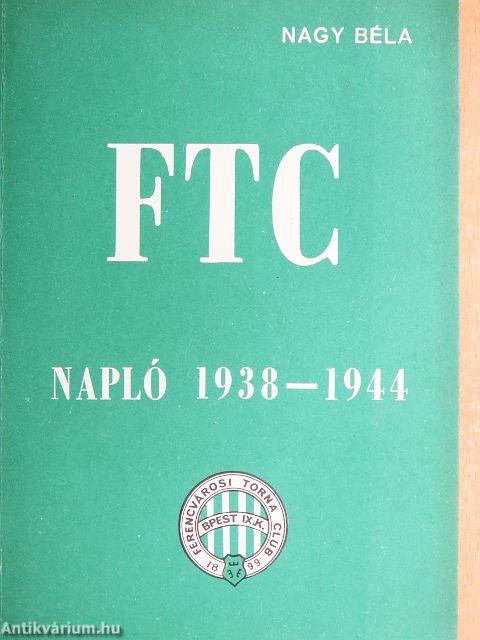 NAGY BÉLA
FTC
NAPLÓ 1938—1944
FERENCVÁROSI TORNA CLUB
BPEST IX.K.
18 99
Antikvárium.hu